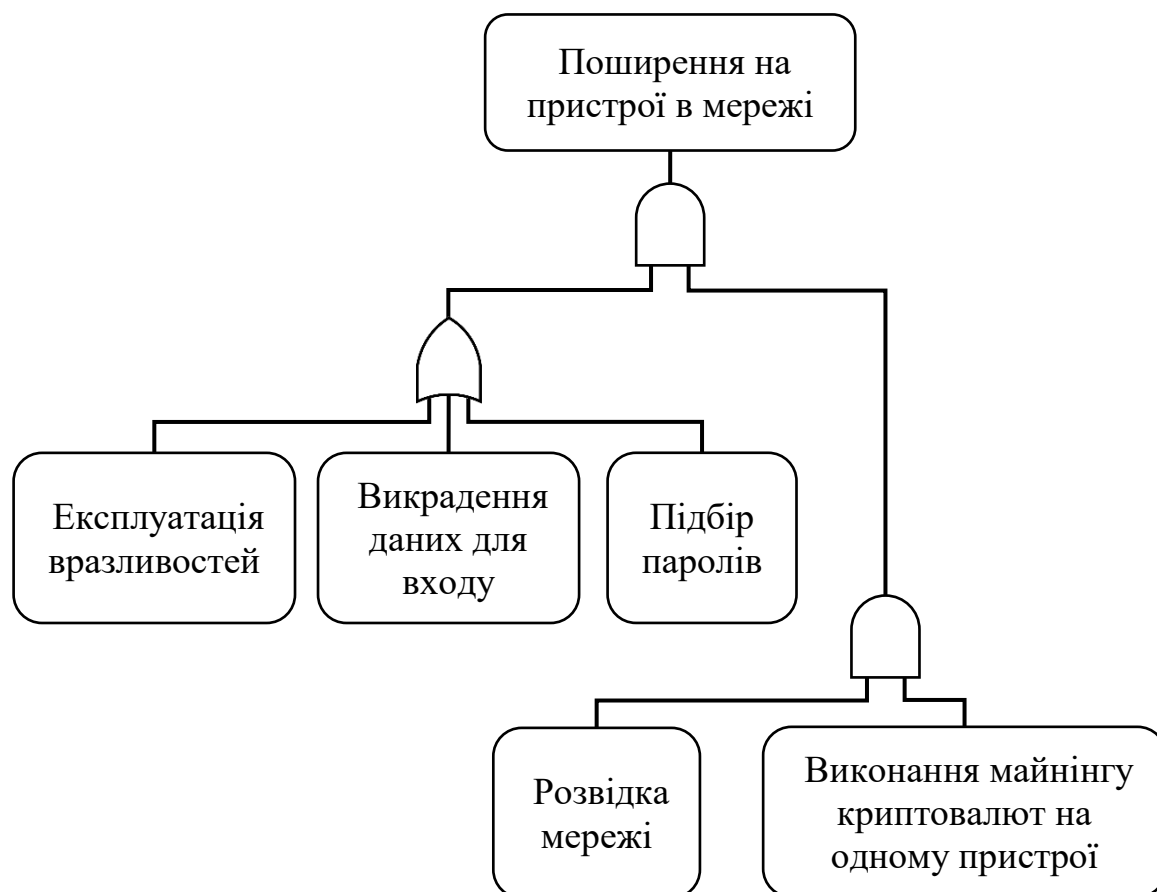 Поширення на
пристрої в мережі
Експлуатація
вразливостей
Викрадення
даних для
входу
Підбір
паролів
Розвідка
мережі
Виконання майнінгу
криптовалют на
одному пристрої